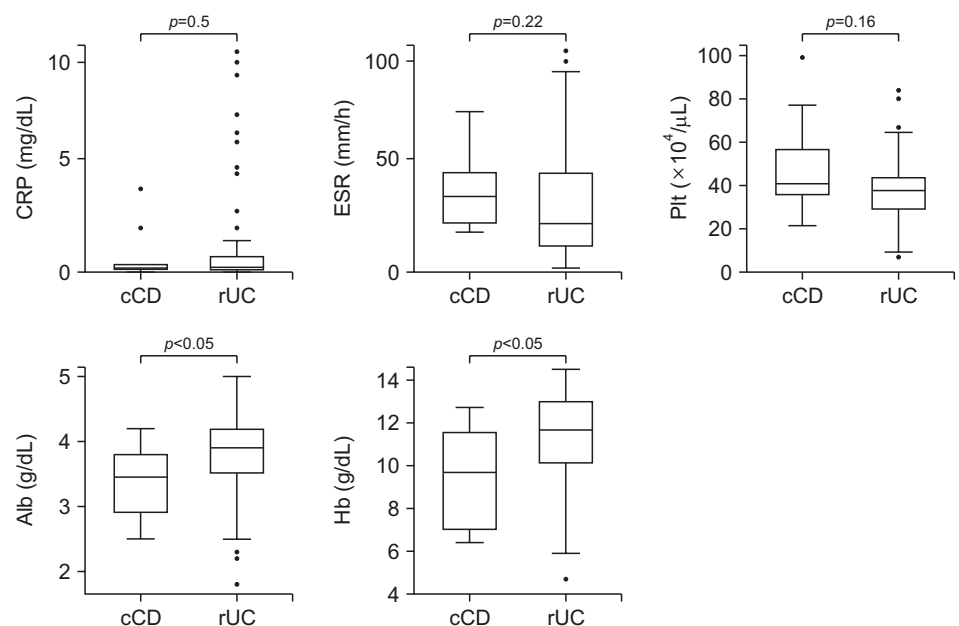 p=0.5
CRP (mg/dL)
10
5
0
cCD rUC
p=0.22
ESR (mm/h)
100
50
0
cCD rUC
p=0.16
Plt (×10⁴/μL)
100
80
60
40
20
0
cCD rUC
p<0.05
Alb (g/dL)
5
4
3
2
cCD rUC
p<0.05
Hb (g/dL)
14
12
10
8
6
4
cCD rUC